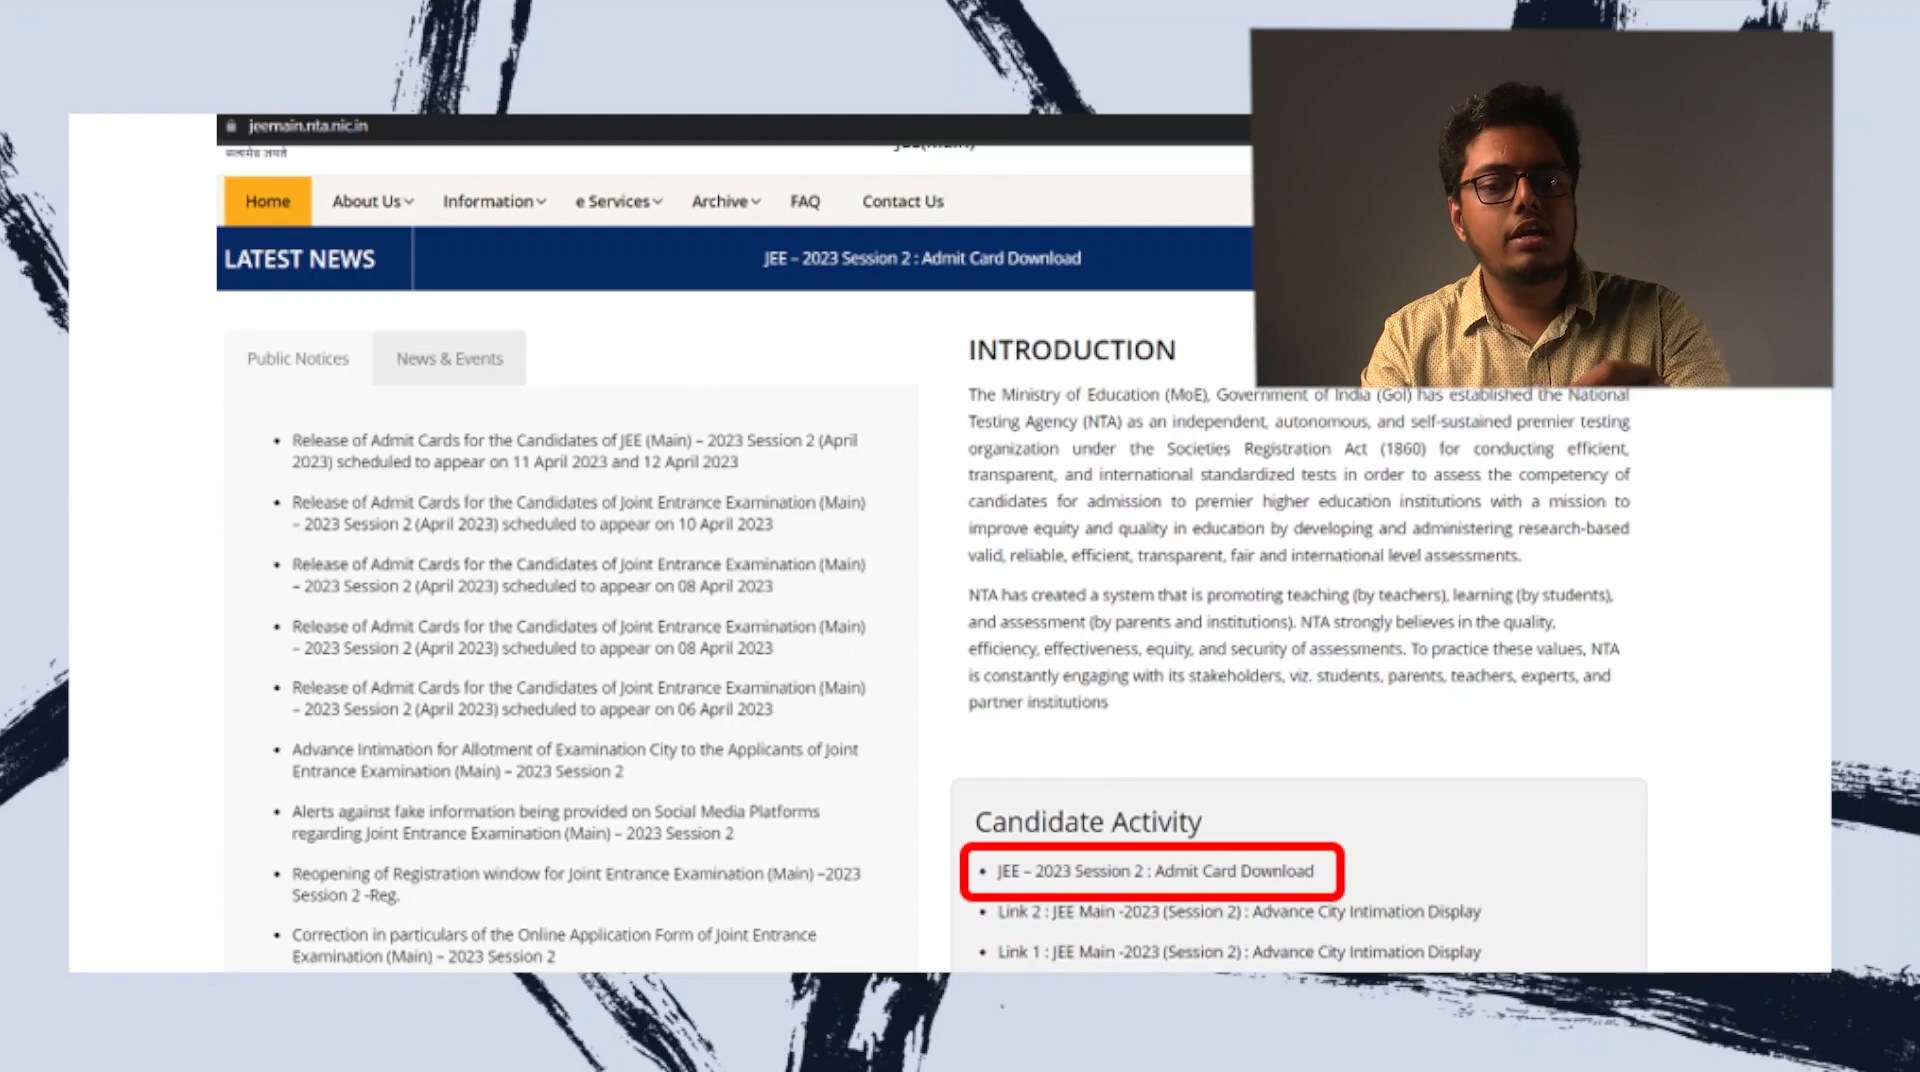 jeemain.nta.nic.in
सत्यमेव जयते
JEE(Main)
Home
About Us
Information
e Services
Archive
FAQ
Contact Us
LATEST NEWS
JEE – 2023 Session 2 : Admit Card Download
Public Notices
News & Events
Release of Admit Cards for the Candidates of JEE (Main) – 2023 Session 2 (April
2023) scheduled to appear on 11 April 2023 and 12 April 2023
Release of Admit Cards for the Candidates of Joint Entrance Examination (Main)
– 2023 Session 2 (April 2023) scheduled to appear on 10 April 2023
Release of Admit Cards for the Candidates of Joint Entrance Examination (Main)
– 2023 Session 2 (April 2023) scheduled to appear on 08 April 2023
Release of Admit Cards for the Candidates of Joint Entrance Examination (Main)
– 2023 Session 2 (April 2023) scheduled to appear on 08 April 2023
Release of Admit Cards for the Candidates of Joint Entrance Examination (Main)
– 2023 Session 2 (April 2023) scheduled to appear on 06 April 2023
Advance Intimation for Allotment of Examination City to the Applicants of Joint
Entrance Examination (Main) – 2023 Session 2
Alerts against fake information being provided on Social Media Platforms
regarding Joint Entrance Examination (Main) – 2023 Session 2
Reopening of Registration window for Joint Entrance Examination (Main) –2023
Session 2 -Reg.
Correction in particulars of the Online Application Form of Joint Entrance
Examination (Main) – 2023 Session 2
INTRODUCTION
The Ministry of Education (MoE), Government of India (GoI) has established the National
Testing Agency (NTA) as an independent, autonomous, and self-sustained premier testing
organization under the Societies Registration Act (1860) for conducting efficient,
transparent, and international standardized tests in order to assess the competency of
candidates for admission to premier higher education institutions with a mission to
improve equity and quality in education by developing and administering research-based
valid, reliable, efficient, transparent, fair and international level assessments.
NTA has created a system that is promoting teaching (by teachers), learning (by students),
and assessment (by parents and institutions). NTA strongly believes in the quality,
efficiency, effectiveness, equity, and security of assessments. To practice these values, NTA
is constantly engaging with its stakeholders, viz. students, parents, teachers, experts, and
partner institutions
Candidate Activity
JEE – 2023 Session 2 : Admit Card Download
Link 2 : JEE Main -2023 (Session 2) : Advance City Intimation Display
Link 1 : JEE Main -2023 (Session 2) : Advance City Intimation Display